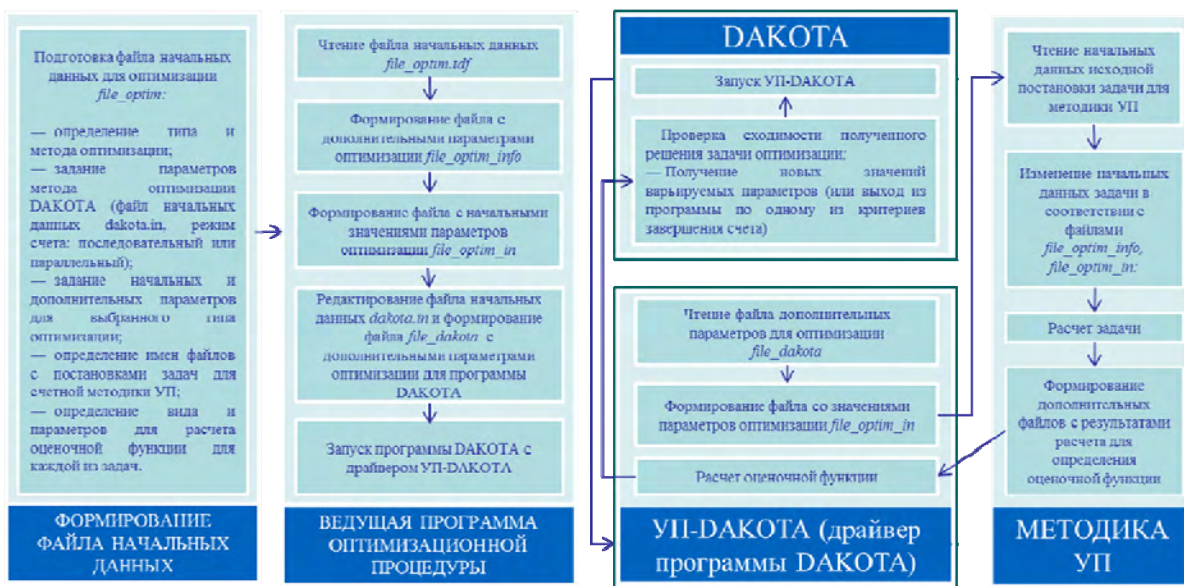 Подготовка файла начальных
данных для оптимизации
file_optim:
— определение типа и
метода оптимизации;
— задание параметров
метода оптимизации
DAKOTA (файл начальных
данных dakota.in, режим
счета: последовательный или
параллельный);
— задание начальных и
дополнительных параметров
для выбранного типа
оптимизации;
— определение имен файлов
с постановками задач для
счетной методики УП;
— определение вида и
параметров для расчета
оценочной функции для
каждой из задач.
ФОРМИРОВАНИЕ
ФАЙЛА НАЧАЛЬНЫХ
ДАННЫХ
Чтение файла начальных данных
file_optim.tdf
Формирование файла с
дополнительными параметрами
оптимизации file_optim_info
Формирование файла с начальными
значениями параметров
оптимизации file_optim_in
Редактирование файла начальных
данных dakota.in и формирование
файла file_dakota с
дополнительными параметрами
оптимизации для программы
DAKOTA
Запуск программы DAKOTA с
драйвером УП-DAKOTA
ВЕДУЩАЯ ПРОГРАММА
ОПТИМИЗАЦИОННОЙ
ПРОЦЕДУРЫ
DAKOTA
Запуск УП-DAKOTA
Проверка сходимости полученного
решения задачи оптимизации;
— Получение новых значений
варьируемых параметров (или выход из
программы по одному из критериев
завершения счета)
Чтение файла дополнительных
параметров для оптимизации
file_dakota
Формирование файла со значениями
параметров оптимизации file_optim_in
Расчет оценочной функции
УП-DAKOTA (драйвер
программы DAKOTA)
Чтение начальных
данных исходной
постановки задачи для
методики УП
Изменение начальных
данных задачи в
соответствии с
файлами
file_optim_info,
file_optim_in:
Расчет задачи
Формирование
дополнительных
файлов с результатами
расчета для
определения
оценочной функции
МЕТОДИКА
УП